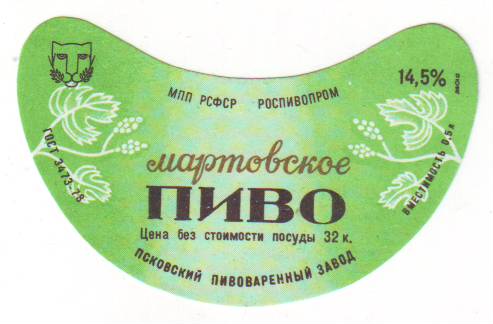 МПП РСФСР РОСПИВОПРОМ
14,5%
ГОСТ 3473-78
вместимость 0,5 л
мартовское
ПИВО
Цена без стоимости посуды 32 к.
ПСКОВСКИЙ ПИВОВАРЕННЫЙ ЗАВОД